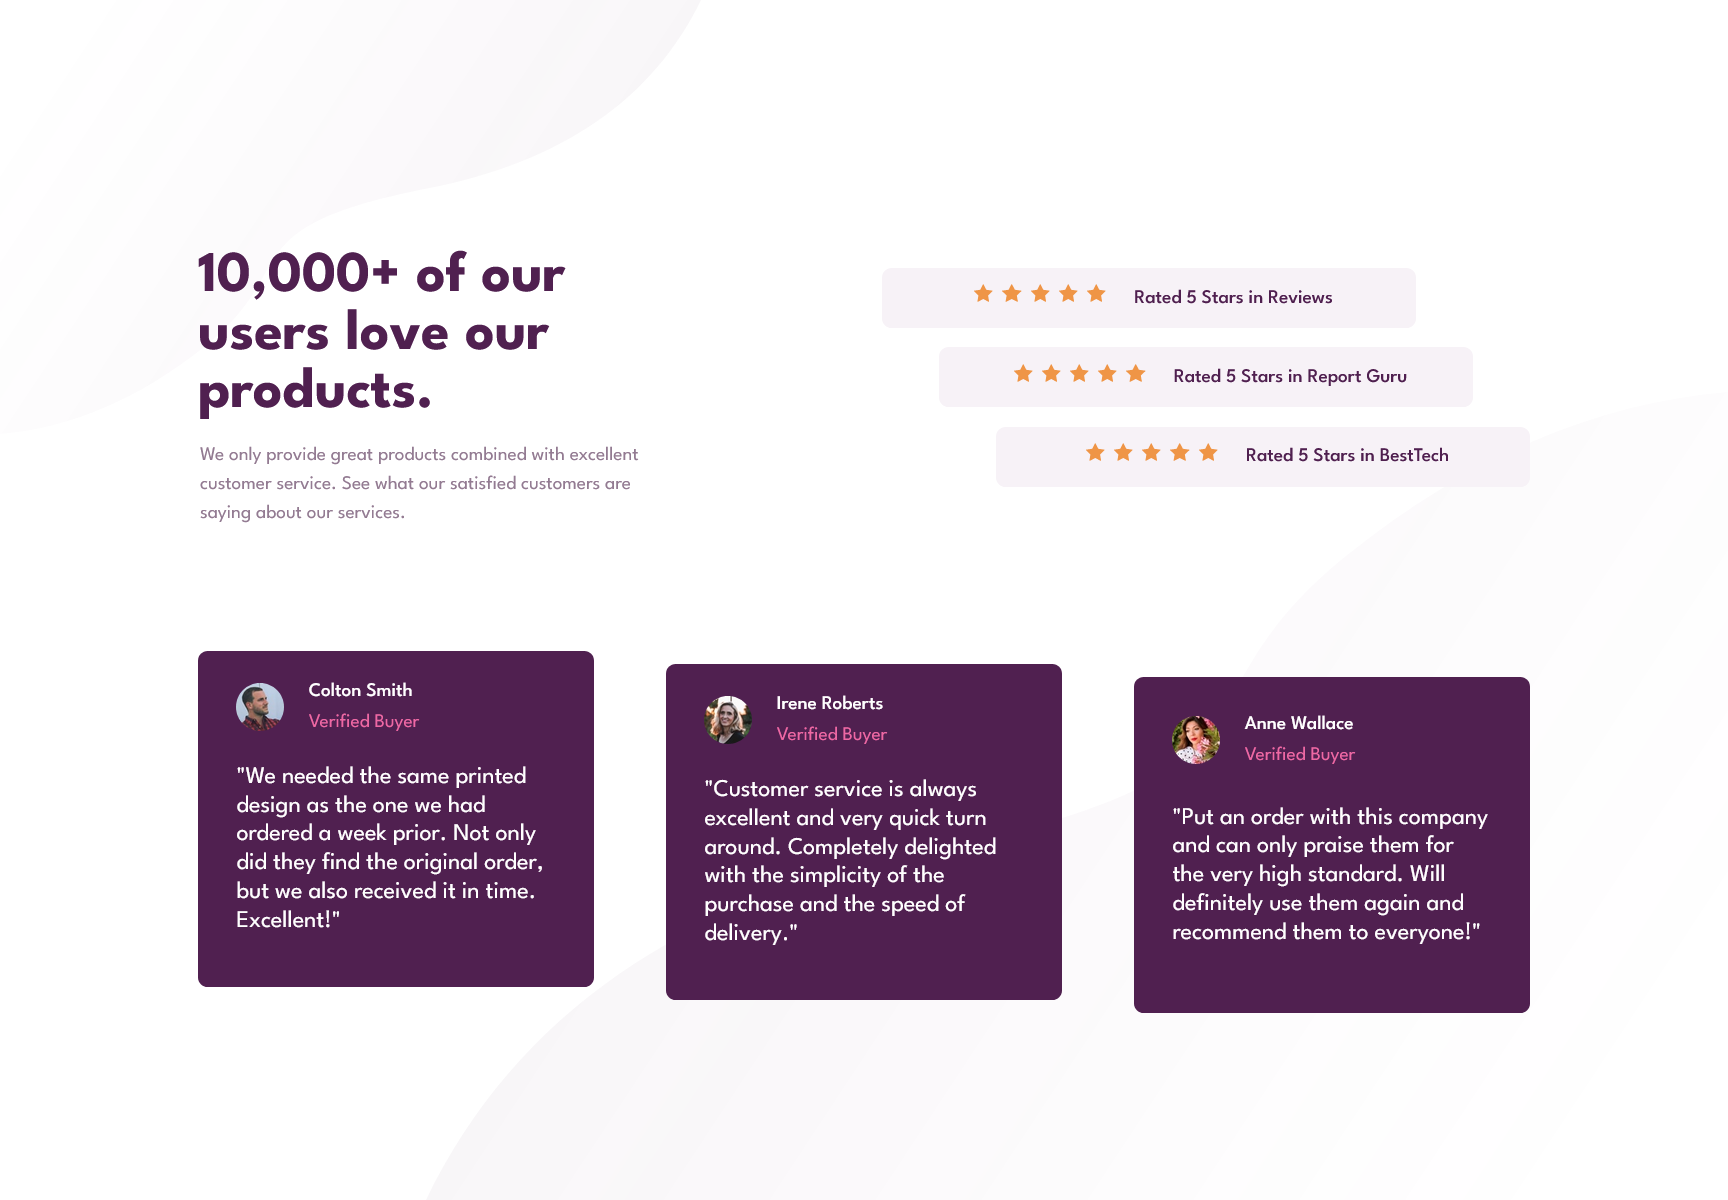 10,000+ of our
users love our
products.
We only provide great products combined with excellent
customer service. See what our satisfied customers are
saying about our services.
Rated 5 Stars in Reviews
Rated 5 Stars in Report Guru
Rated 5 Stars in BestTech
Colton Smith
Verified Buyer
"We needed the same printed
design as the one we had
ordered a week prior. Not only
did they find the original order,
but we also received it in time.
Excellent!"
Irene Roberts
Verified Buyer
"Customer service is always
excellent and very quick turn
around. Completely delighted
with the simplicity of the
purchase and the speed of
delivery."
Anne Wallace
Verified Buyer
"Put an order with this company
and can only praise them for
the very high standard. Will
definitely use them again and
recommend them to everyone!"